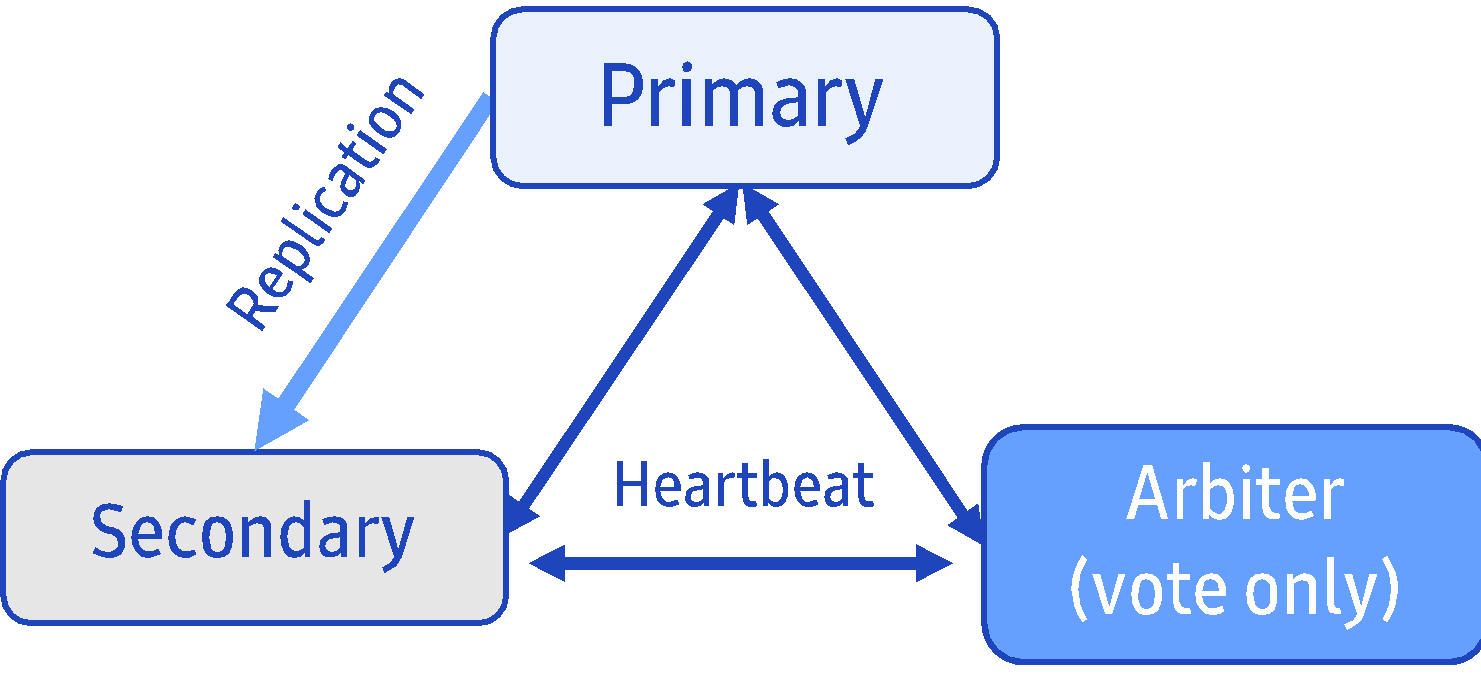 Primary
Replication
Heartbeat
Secondary
Arbiter
(vote only)